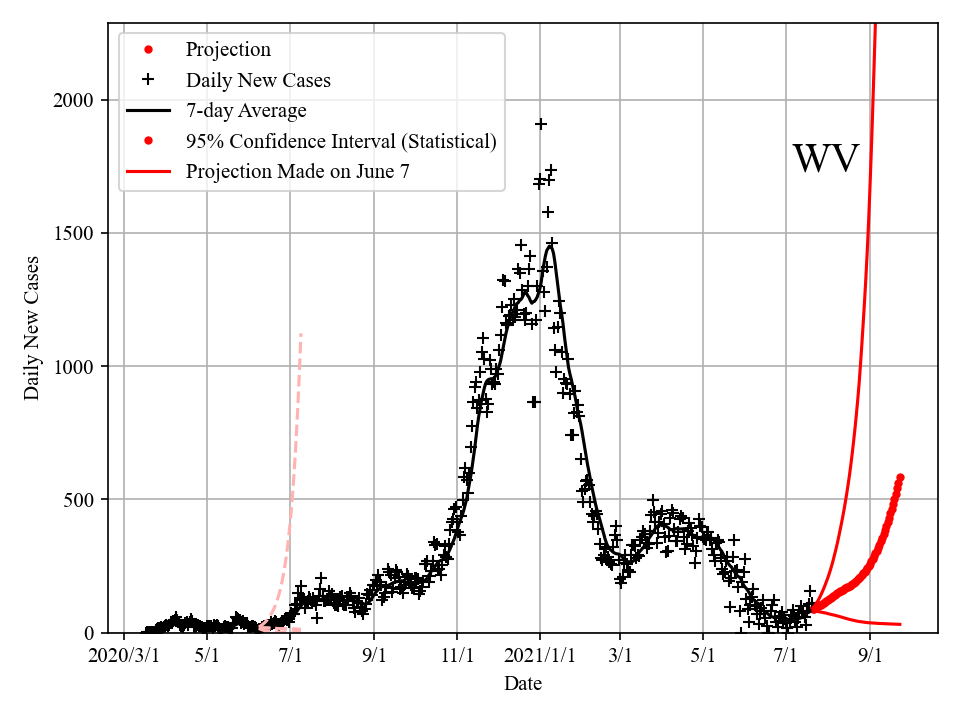 Projection
Daily New Cases
7-day Average
95% Confidence Interval (Statistical)
Projection Made on June 7
WV
2000
1500
1000
500
0
Daily New Cases
2020/3/1 5/1 7/1 9/1 11/1 2021/1/1 3/1 5/1 7/1 9/1
Date